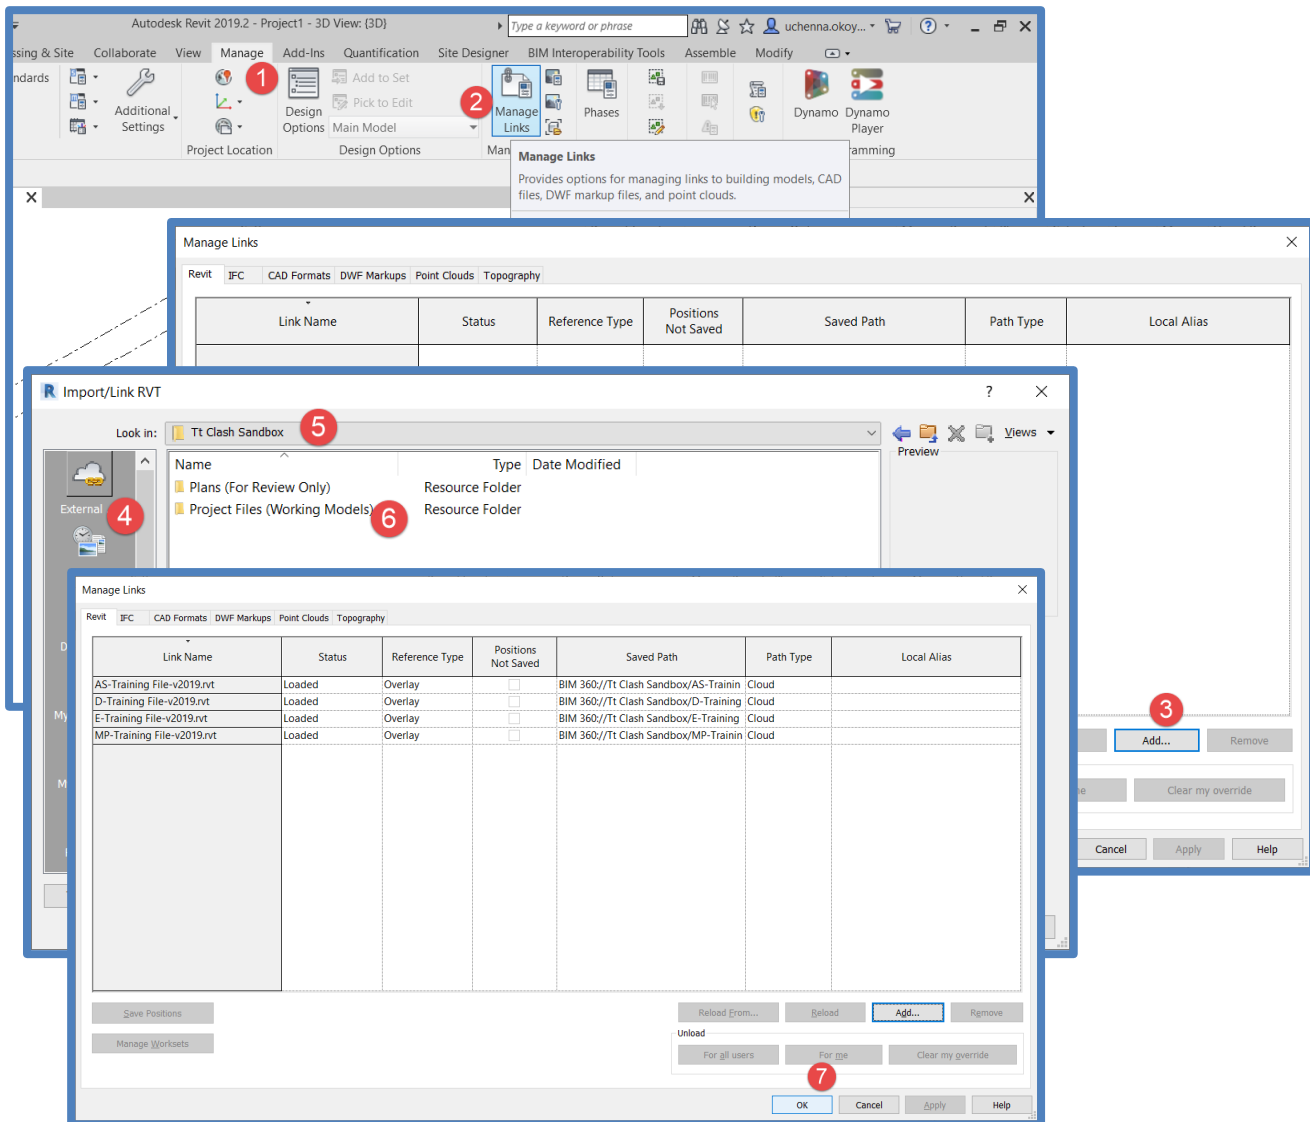 Autodesk Revit 2019.2 - Project1 - 3D View: {3D}
Type a keyword or phrase
uchenna.okoy...
ssing & Site Collaborate View Manage Add-Ins Quantification Site Designer BIM Interoperability Tools Assemble Modify
1
2
ndards
Additional
Settings
Design
Options
Add to Set
Pick to Edit
Main Model
Manage
Links
Phases
Dynamo
Dynamo
Player
Project Location
Design Options
Man
amming
Manage Links
Provides options for managing links to building models, CAD
files, DWF markup files, and point clouds.
Manage Links
Revit IFC CAD Formats DWF Markups Point Clouds Topography
Link Name Status Reference Type Positions Not Saved Saved Path Path Type Local Alias
R Import/Link RVT ?
Look in: Tt Clash Sandbox 5 Views
Preview
Name Type Date Modified
Plans (For Review Only) Resource Folder
Project Files (Working Models) Resource Folder
6
External
4
D
My
M
3
Add... Remove
e Clear my override
Cancel Apply Help
Manage Links
Revit IFC CAD Formats DWF Markups Point Clouds Topography
Link Name Status Reference Type Positions Not Saved Saved Path Path Type Local Alias
AS-Training File-v2019.rvt Loaded Overlay BIM 360://Tt Clash Sandbox/AS-Trainin Cloud
D-Training File-v2019.rvt Loaded Overlay BIM 360://Tt Clash Sandbox/D-Training Cloud
E-Training File-v2019.rvt Loaded Overlay BIM 360://Tt Clash Sandbox/E-Training Cloud
MP-Training File-v2019.rvt Loaded Overlay BIM 360://Tt Clash Sandbox/MP-Trainin Cloud
Save Positions Reload From... Reload Add... Remove
Manage Worksets
Unload
For all users For me Clear my override
7
OK Cancel Apply Help